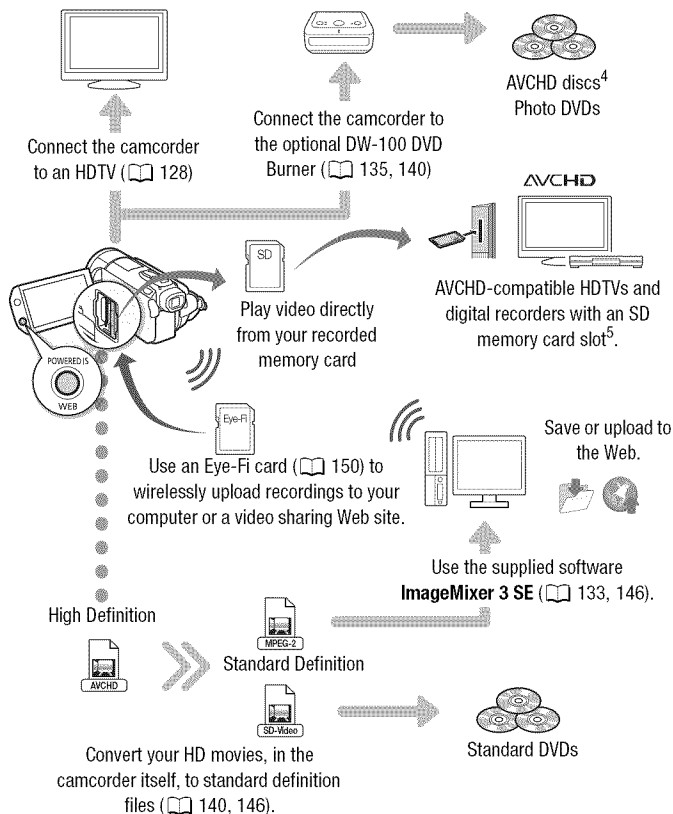 AVCHD discs4
Photo DVDs
Connect the camcorder
to an HDTV ( 128)
Connect the camcorder to
the optional DW-100 DVD
Burner ( 135, 140)
AVCHD
SD
Play video directly
from your recorded
memory card
AVCHD-compatible HDTVs and
digital recorders with an SD
memory card slot5.
POWERED IS
WEB
Eye-Fi
Use an Eye-Fi card ( 150) to
wirelessly upload recordings to your
computer or a video sharing Web site.
Save or upload to
the Web.
Use the supplied software
ImageMixer 3 SE ( 133, 146).
High Definition
AVCHD
MPEG-2
Standard Definition
SD-Video
Standard DVDs
Convert your HD movies, in the
camcorder itself, to standard definition
files ( 140, 146).